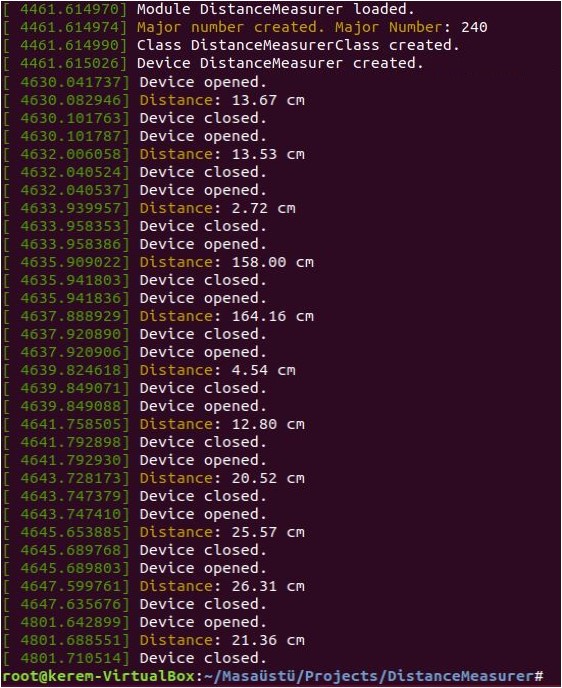 [ 4461.614970] Module DistanceMeasurer loaded.
[ 4461.614974] Major number created. Major Number: 240
[ 4461.614990] Class DistanceMeasurerClass created.
[ 4461.615026] Device DistanceMeasurer created.
[ 4630.041737] Device opened.
[ 4630.082946] Distance: 13.67 cm
[ 4630.101763] Device closed.
[ 4630.101787] Device opened.
[ 4632.006058] Distance: 13.53 cm
[ 4632.040524] Device closed.
[ 4632.040537] Device opened.
[ 4633.939957] Distance: 2.72 cm
[ 4633.958353] Device closed.
[ 4633.958386] Device opened.
[ 4635.909022] Distance: 158.00 cm
[ 4635.941803] Device closed.
[ 4635.941836] Device opened.
[ 4637.888929] Distance: 164.16 cm
[ 4637.920890] Device closed.
[ 4637.920906] Device opened.
[ 4639.824618] Distance: 4.54 cm
[ 4639.849071] Device closed.
[ 4639.849088] Device opened.
[ 4641.758505] Distance: 12.80 cm
[ 4641.792898] Device closed.
[ 4641.792930] Device opened.
[ 4643.728173] Distance: 20.52 cm
[ 4643.747379] Device closed.
[ 4643.747410] Device opened.
[ 4645.653885] Distance: 25.57 cm
[ 4645.689768] Device closed.
[ 4645.689803] Device opened.
[ 4647.599761] Distance: 26.31 cm
[ 4647.635676] Device closed.
[ 4801.642899] Device opened.
[ 4801.688551] Distance: 21.36 cm
[ 4801.710514] Device closed.
root@kerem-VirtualBox:~/Masaüstü/Projects/DistanceMeasurer#